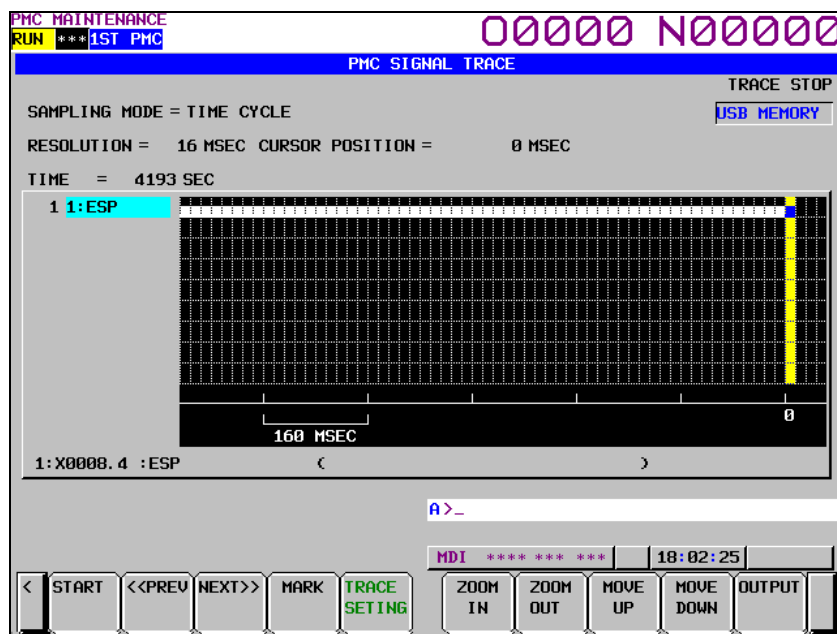 PMC MAINTENANCE
RUN ***1ST PMC O0000 N00000
PMC SIGNAL TRACE
TRACE STOP
SAMPLING MODE = TIME CYCLE USB MEMORY
RESOLUTION = 16 MSEC CURSOR POSITION = 0 MSEC
TIME = 4193 SEC
1 1:ESP
0
160 MSEC
1:X0008.4 :ESP ( )
A>_
MDI **** *** *** 18:02:25
< START <<PREV NEXT>> MARK TRACE SETING ZOOM IN ZOOM OUT MOVE UP MOVE DOWN OUTPUT